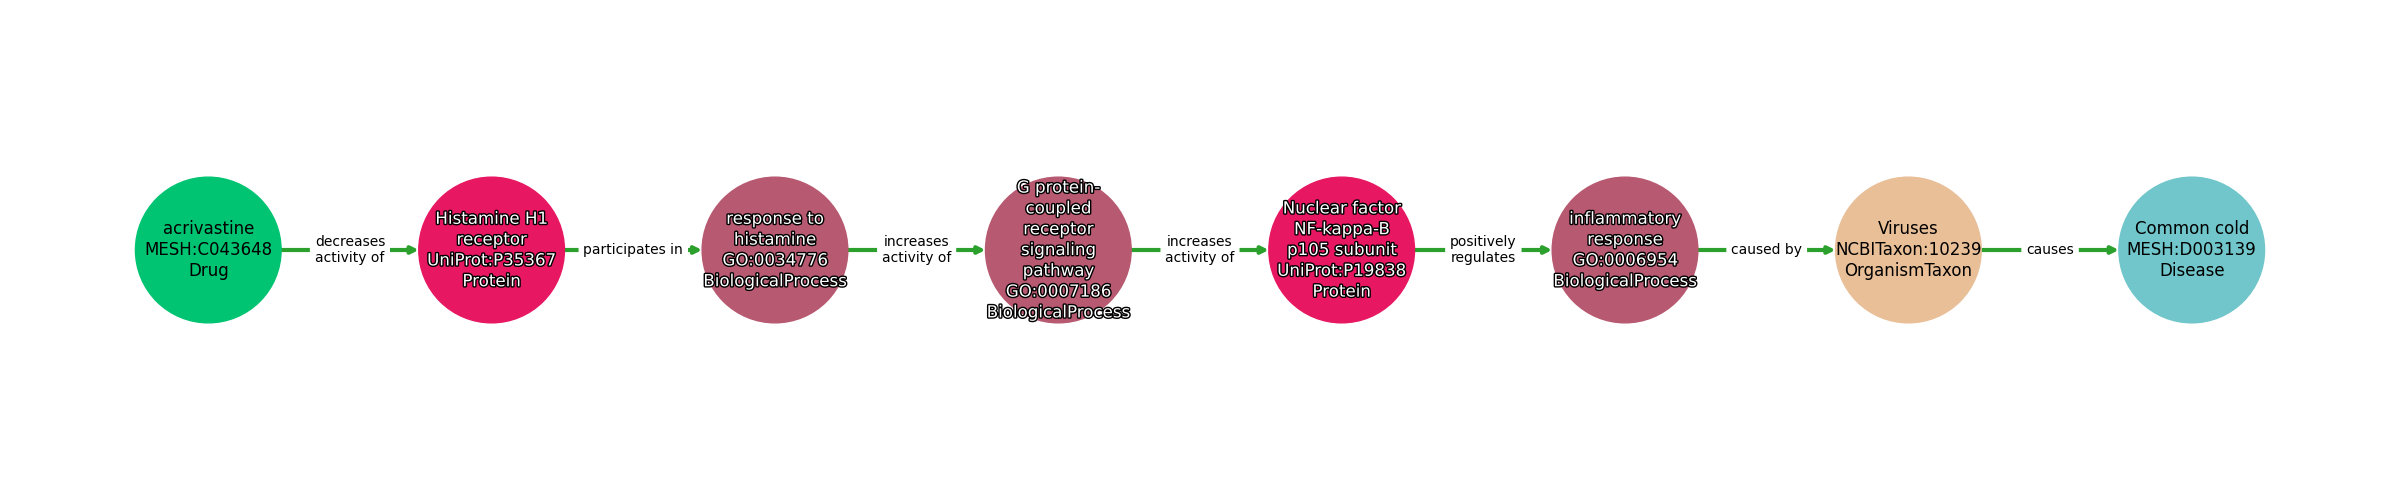 acrivastine
MESH:C043648
Drug
decreases
activity of
Histamine H1
receptor
UniProt:P35367
Protein
participates in
response to
histamine
GO:0034776
BiologicalProcess
increases
activity of
G protein-
coupled
receptor
signaling
pathway
GO:0007186
BiologicalProcess
increases
activity of
Nuclear factor
NF-kappa-B
p105 subunit
UniProt:P19838
Protein
positively
regulates
inflammatory
response
GO:0006954
BiologicalProcess
caused by
Viruses
NCBITaxon:10239
OrganismTaxon
causes
Common cold
MESH:D003139
Disease